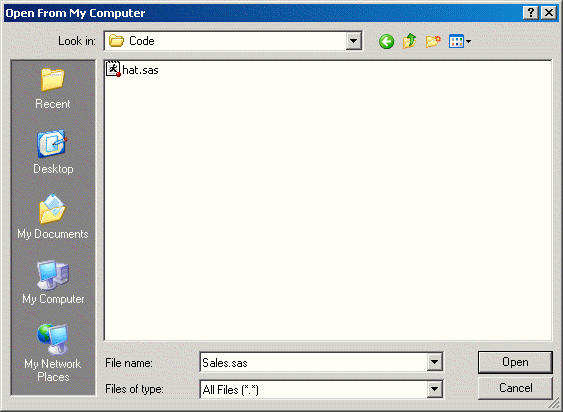 Open From My Computer
Look in: Code
hat.sas
Recent
Desktop
My Documents
My Computer
My Network
Places
File name: Sales.sas Open
Files of type: All Files (*.*) Cancel